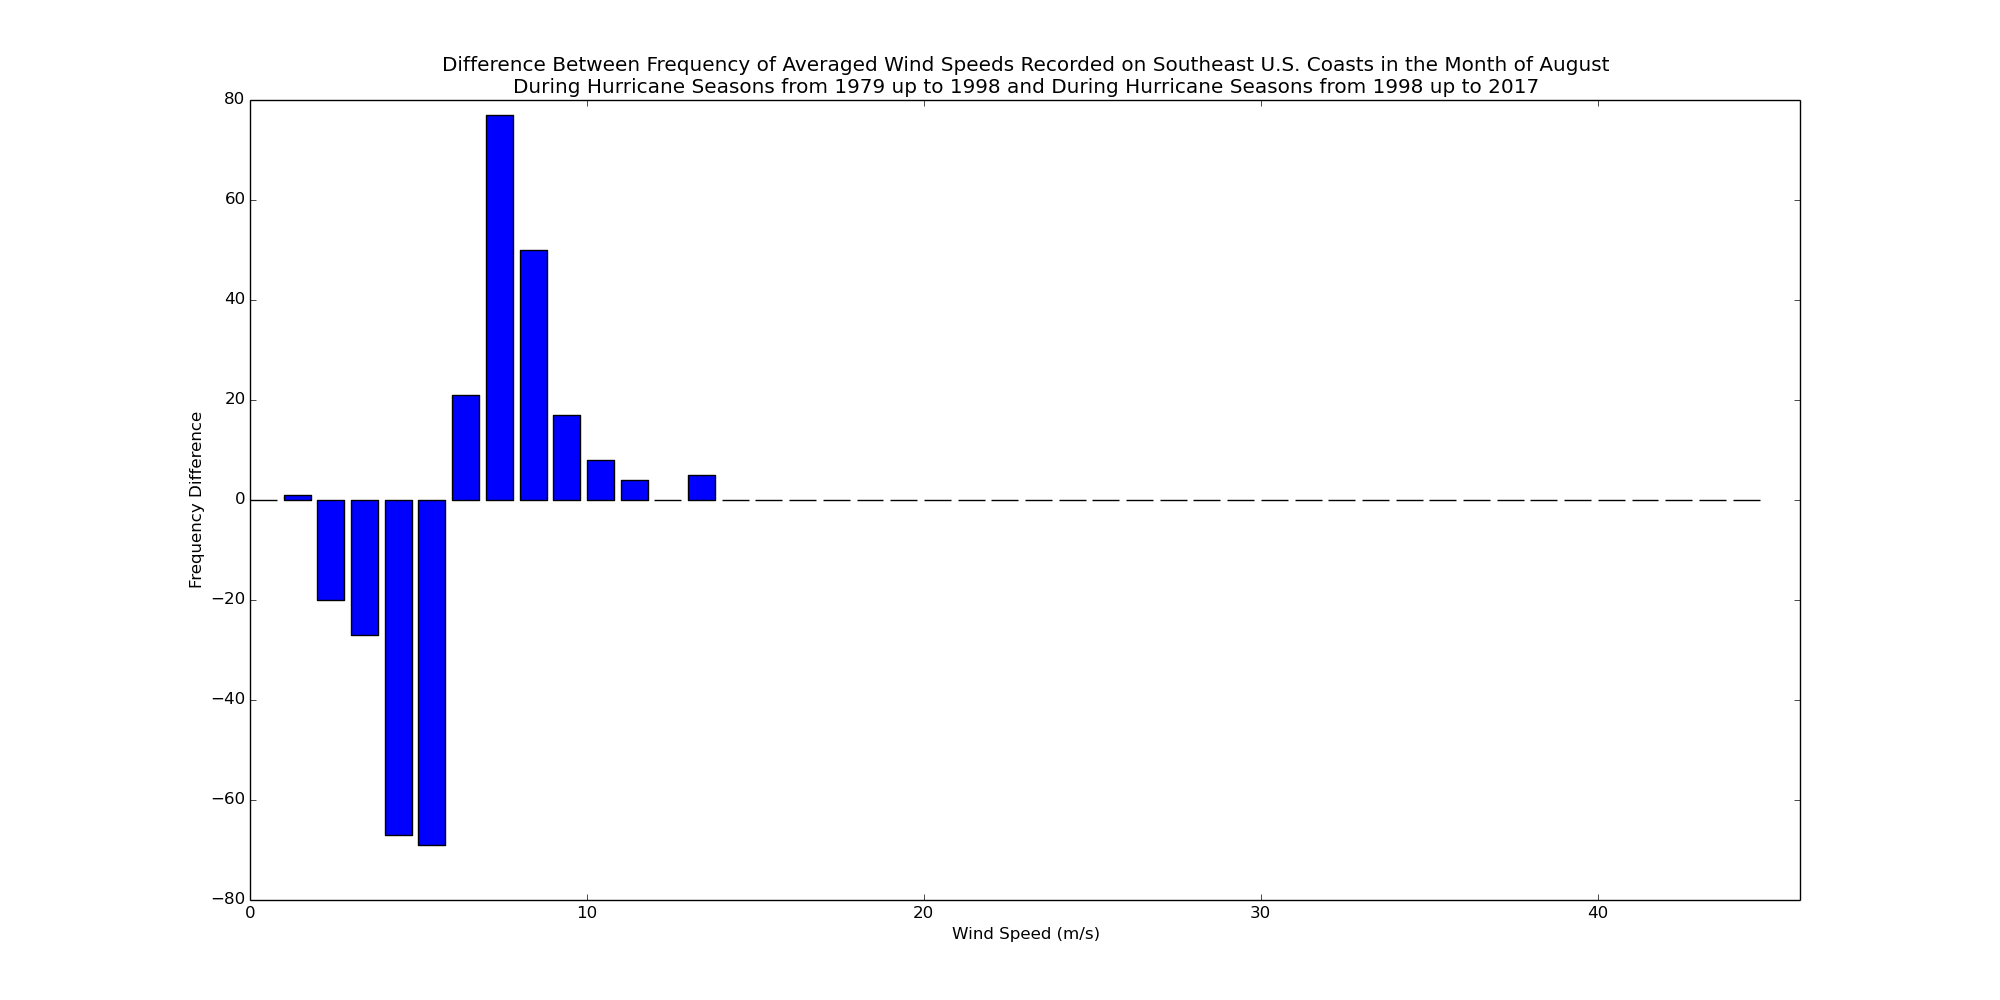 Difference Between Frequency of Averaged Wind Speeds Recorded on Southeast U.S. Coasts in the Month of August
During Hurricane Seasons from 1979 up to 1998 and During Hurricane Seasons from 1998 up to 2017
80
60
40
20
0
−20
−40
−60
−80
Frequency Difference
0 10 20 30 40
Wind Speed (m/s)